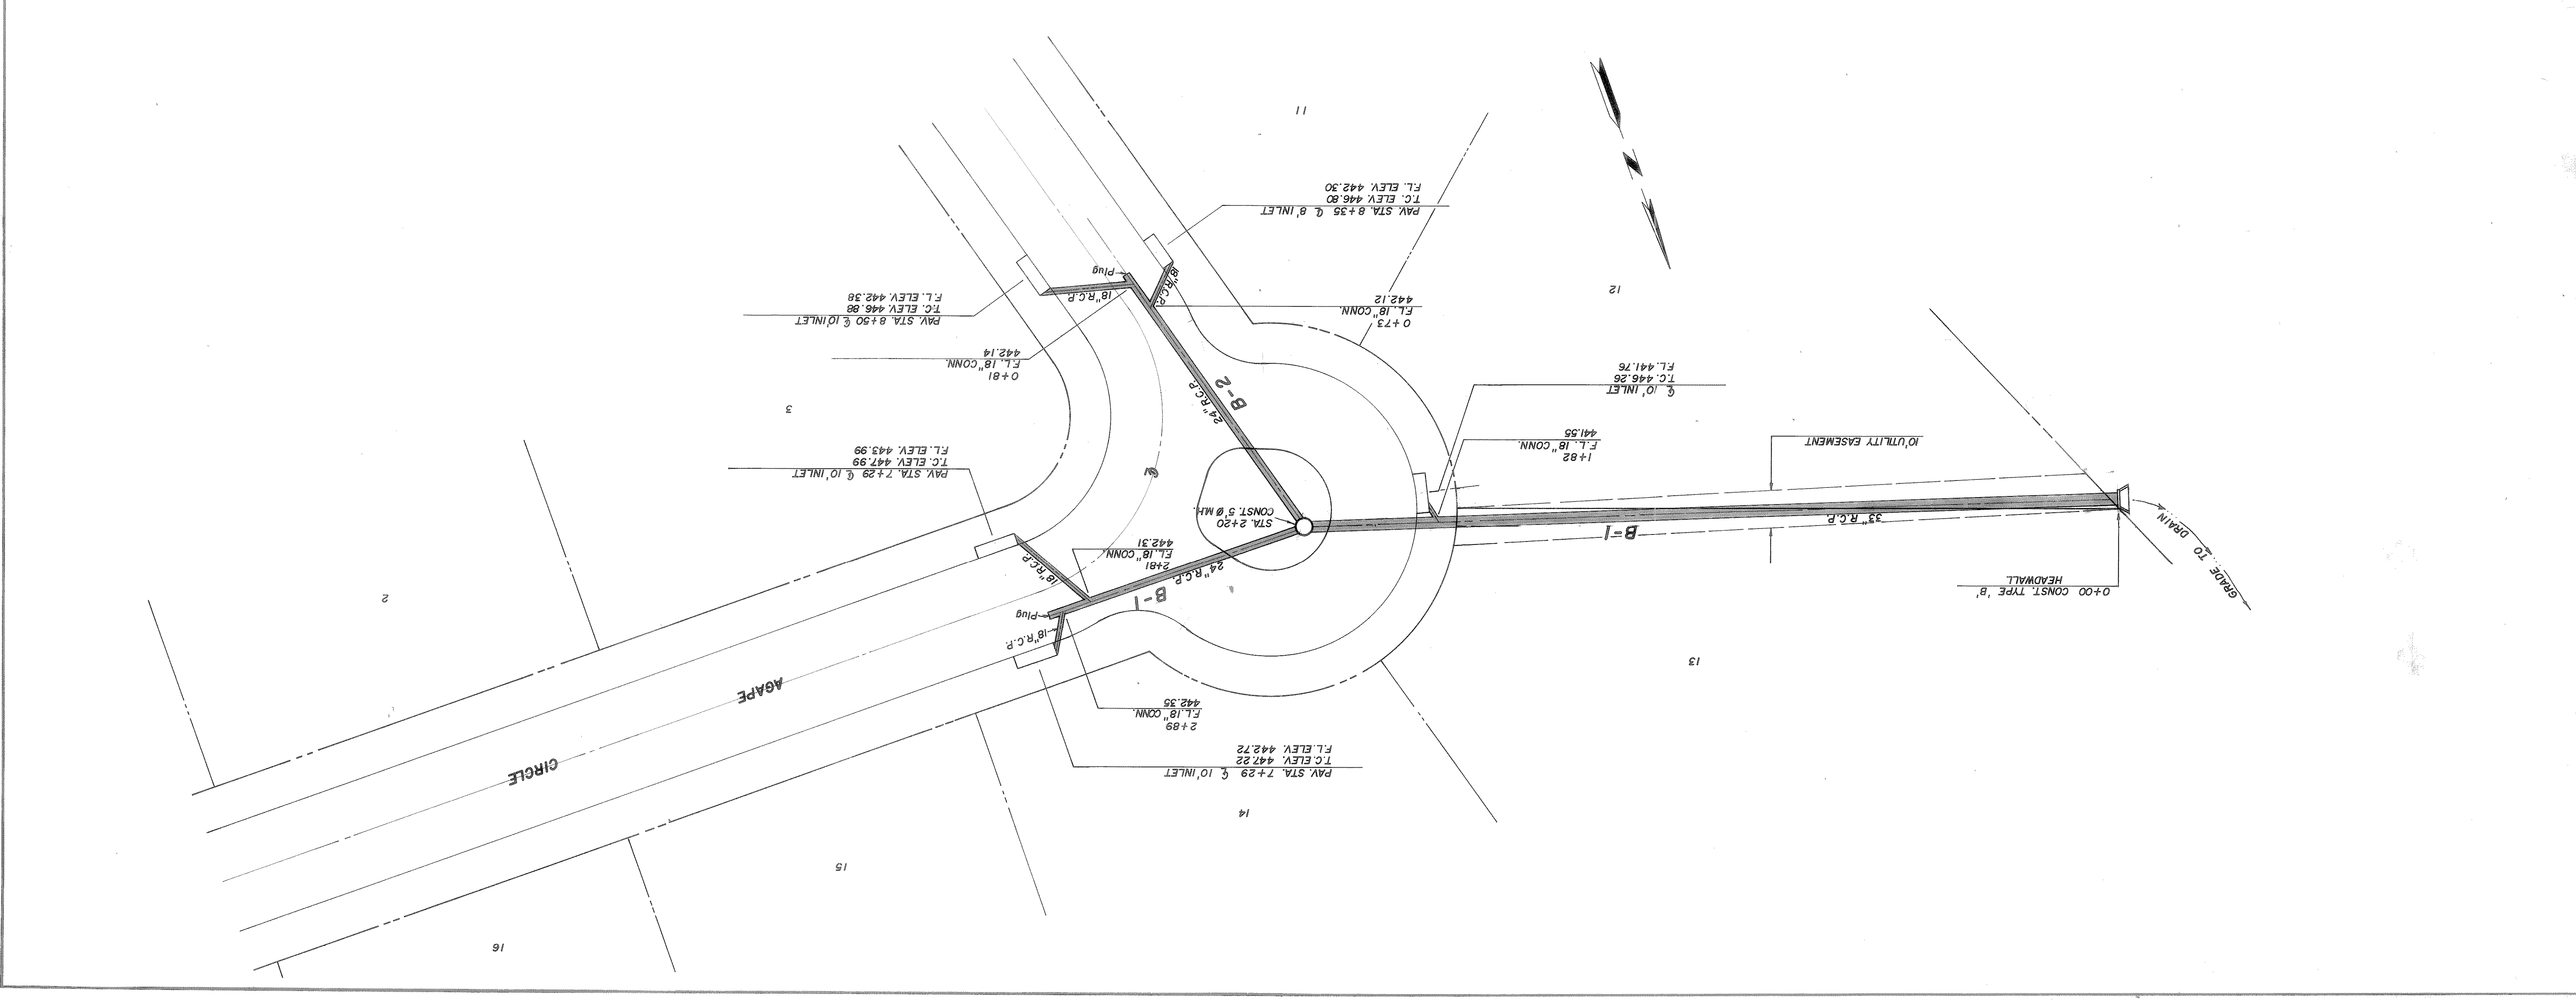 0+00 CONST. TYPE 'B'
HEADWALL
GRADE TO DRAIN
10' UTILITY EASEMENT
33" R.C.P.
B-1
13
12
11
1+82
F.L. 18" CONN.
441.55
℄ 10' INLET
T.C. 446.26
F.L. 441.76
0+73
F.L. 18" CONN.
442.12
PAV. STA. 8+35 ℄ 8' INLET
T.C. ELEV. 446.80
F.L. ELEV. 442.30
18" R.C.P.
Plug
18" R.C.P.
PAV. STA. 8+50 ℄ 10' INLET
T.C. ELEV. 446.88
F.L. ELEV. 442.38
0+81
F.L. 18" CONN.
442.14
24" R.C.P.
B-2
STA. 2+20
CONST. 5' Ø MH.
℄
24" R.C.P.
B-1
2+81
F.L. 18" CONN.
442.31
PAV. STA. 7+29 ℄ 10' INLET
T.C. ELEV. 447.99
F.L. ELEV. 443.99
18" R.C.P.
Plug
18" R.C.P.
2+89
F.L. 18" CONN.
442.35
PAV. STA. 7+29 ℄ 10' INLET
T.C. ELEV. 447.22
F.L. ELEV. 442.72
14
15
16
3
2
AGAPE
CIRCLE
N